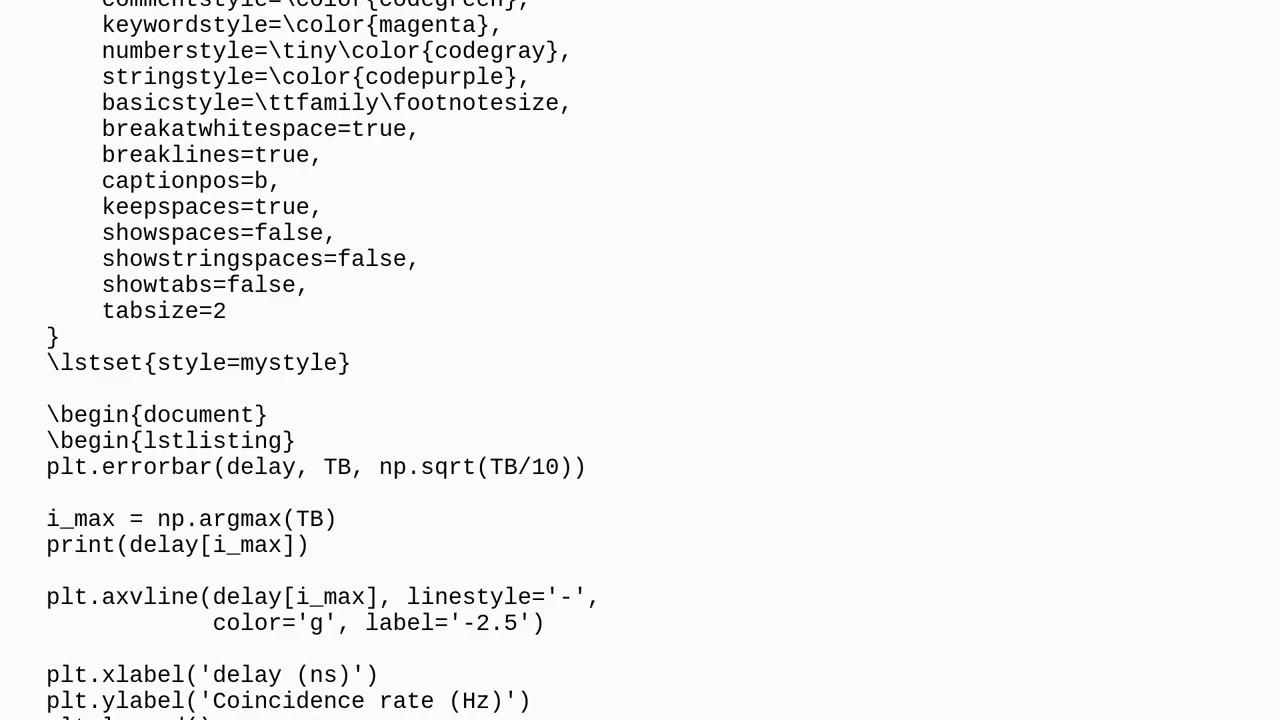 commentstyle=\color{codegreen},
keywordstyle=\color{magenta},
numberstyle=\tiny\color{codegray},
stringstyle=\color{codepurple},
basicstyle=\ttfamily\footnotesize,
breakatwhitespace=true,
breaklines=true,
captionpos=b,
keepspaces=true,
showspaces=false,
showstringspaces=false,
showtabs=false,
tabsize=2
}
\lstset{style=mystyle}
\begin{document}
\begin{lstlisting}
plt.errorbar(delay, TB, np.sqrt(TB/10))
i_max = np.argmax(TB)
print(delay[i_max])
plt.axvline(delay[i_max], linestyle='-',
color='g', label='-2.5')
plt.xlabel('delay (ns)')
plt.ylabel('Coincidence rate (Hz)')